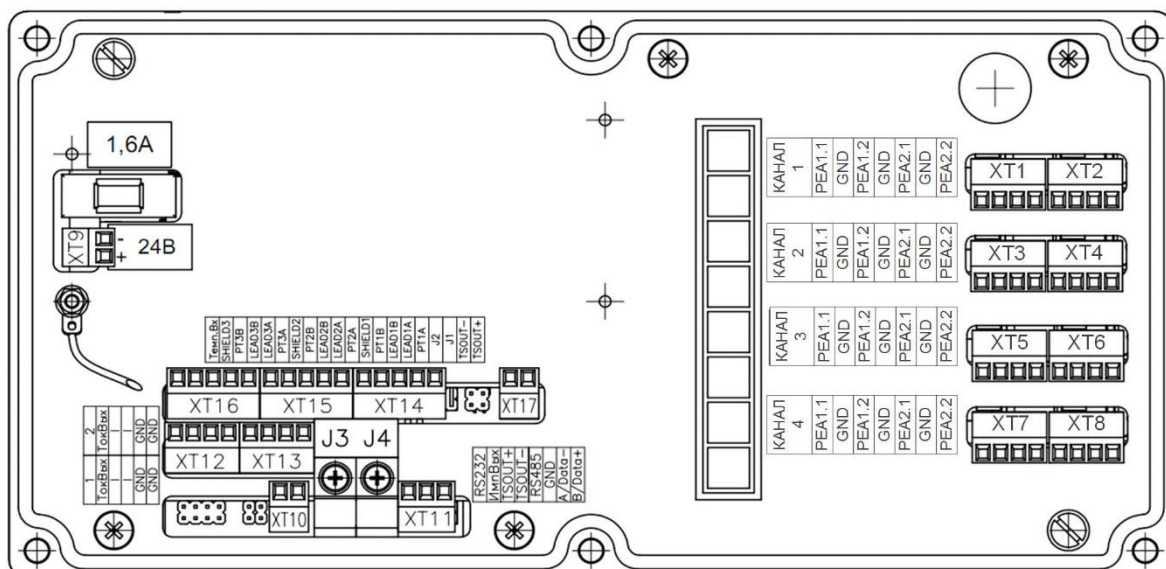 1,6А
XT9
-
+
24В
Темп.Вх
SHIELD3
PT3B
LEAD3B
LEAD3A
PT3A
SHIELD2
PT2B
LEAD2B
LEAD2A
PT2A
SHIELD1
PT1B
LEAD1B
LEAD1A
PT1A
J2
J1
TSOUT-
TSOUT+
XT16
XT15
XT14
XT17
1 2
ТокВых ТокВых
I I
I I
GND GND
GND GND
XT12
XT13
J3
J4
XT10
XT11
RS232
ИмпВых
TSOUT+
TSOUT-
RS485
GND
A/Data-
B/Data+
КАНАЛ 1
PEA1.1
GND
PEA1.2
GND
PEA2.1
GND
PEA2.2
XT1
XT2
КАНАЛ 2
PEA1.1
GND
PEA1.2
GND
PEA2.1
GND
PEA2.2
XT3
XT4
КАНАЛ 3
PEA1.1
GND
PEA1.2
GND
PEA2.1
GND
PEA2.2
XT5
XT6
КАНАЛ 4
PEA1.1
GND
PEA1.2
GND
PEA2.1
GND
PEA2.2
XT7
XT8